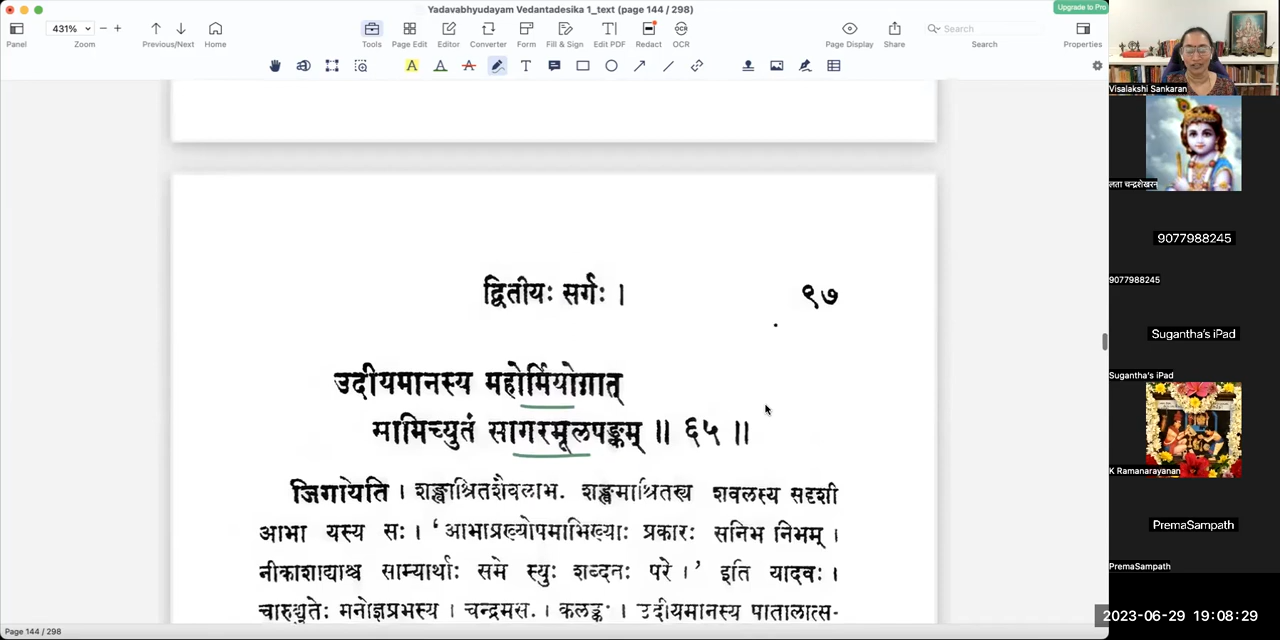 Yadavabhyudayam Vedantadesika 1_text (page 144 / 298)
Upgrade to Pro
431%
Search
Panel
Zoom
Previous/Next
Home
Tools
Page Edit
Editor
Converter
Form
Fill & Sign
Edit PDF
Redact
OCR
Page Display
Share
Search
Properties
द्वितीयः सर्गः ।
९७
उदीयमानस्य महोर्मियोगात्
मामिच्युतं सागरमूलपङ्कम् ॥ ६५ ॥
जिगायेति । शङ्खाश्रितशैवलाभ. शङ्खमाश्रितस्य शवलस्य सदृशी
आभा यस्य सः । ‘आभाप्रख्योपमाभिख्याः प्रकारः सनिभ निभम् ।
नीकाशाद्याश्च साम्यार्थाः समे स्युः शब्दनः परे ।’ इति यादवः ।
चारुद्युतेः मनोज्ञप्रभस्य । चन्द्रमस. । कलङ्कः । उदीयमानस्य पातालात्स-
Page 144 / 298
Visalakshi Sankaran
लता चन्द्रशेखरन
9077988245
9077988245
Sugantha's iPad
Sugantha's iPad
K Ramanarayanan
PremaSampath
PremaSampath
2023-06-29 19:08:29